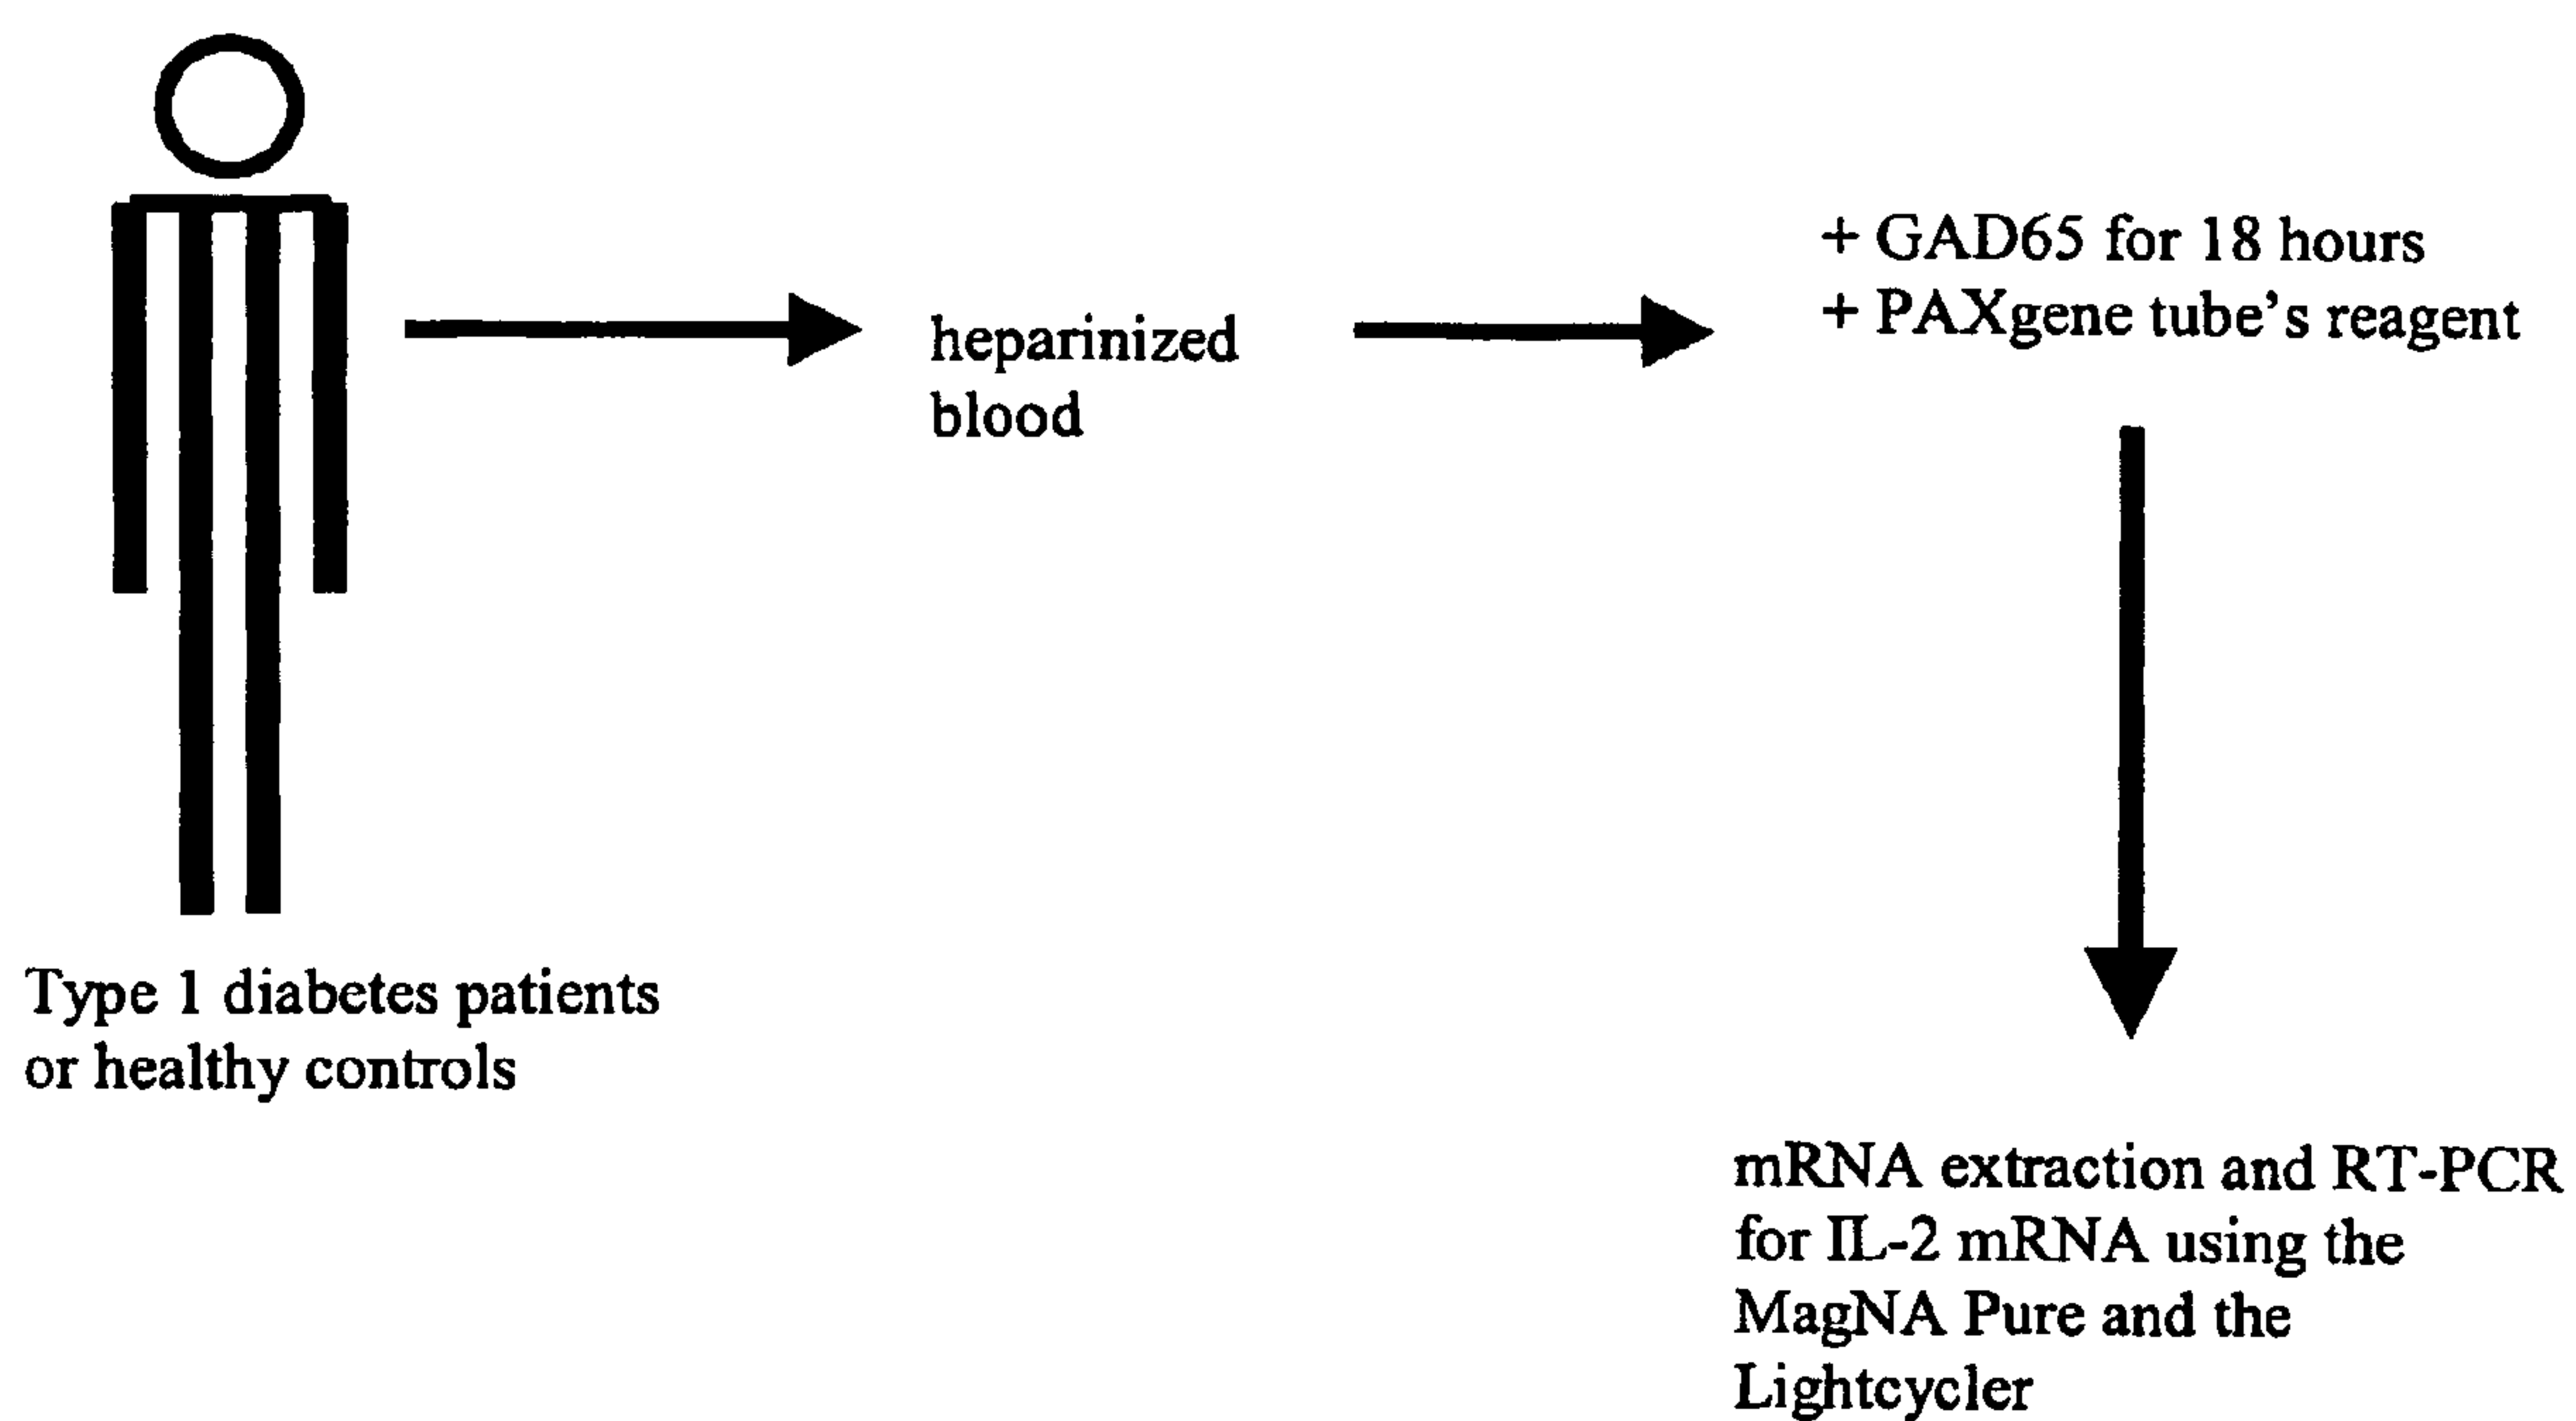 + GAD65 for 18 hours
+ PAXgene tube's reagent
heparinized
blood
Type 1 diabetes patients
or healthy controls
mRNA extraction and RT-PCR
for IL-2 mRNA using the
MagNA Pure and the
Lightcycler